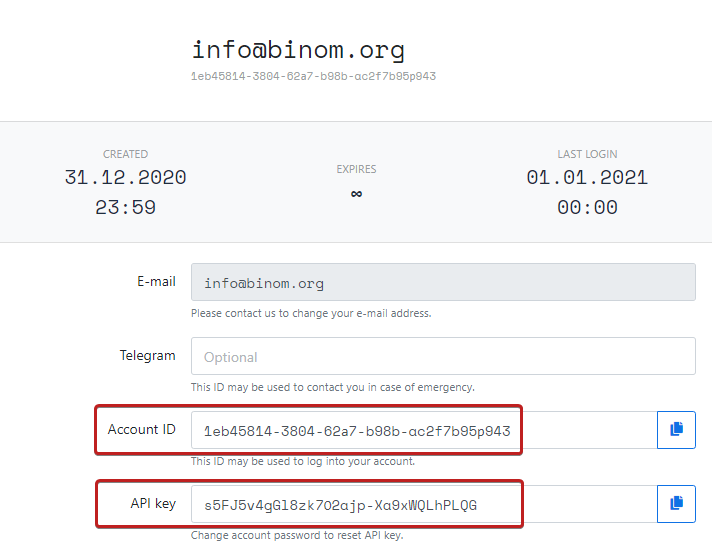 info@binom.org
1eb45814-3804-62a7-b98b-ac2f7b95p943
CREATED
31.12.2020
23:59
EXPIRES
∞
LAST LOGIN
01.01.2021
00:00
E-mail
info@binom.org
Please contact us to change your e-mail address.
Telegram
Optional
This ID may be used to contact you in case of emergency.
Account ID
1eb45814-3804-62a7-b98b-ac2f7b95p943
This ID may be used to log into your account.
API key
s5FJ5v4gGl8zk7O2ajp-Xa9xWQLhPLQG
Change account password to reset API key.